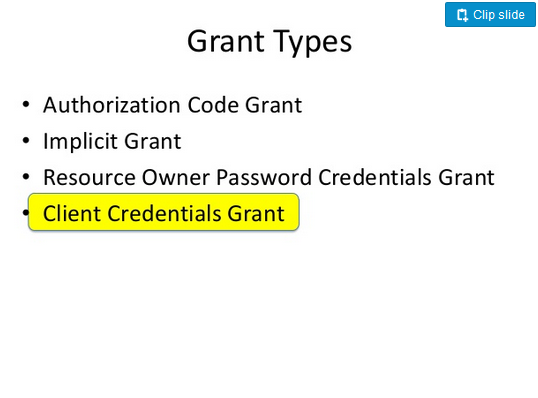 Clip slide
Grant Types
• Authorization Code Grant
• Implicit Grant
• Resource Owner Password Credentials Grant
• Client Credentials Grant